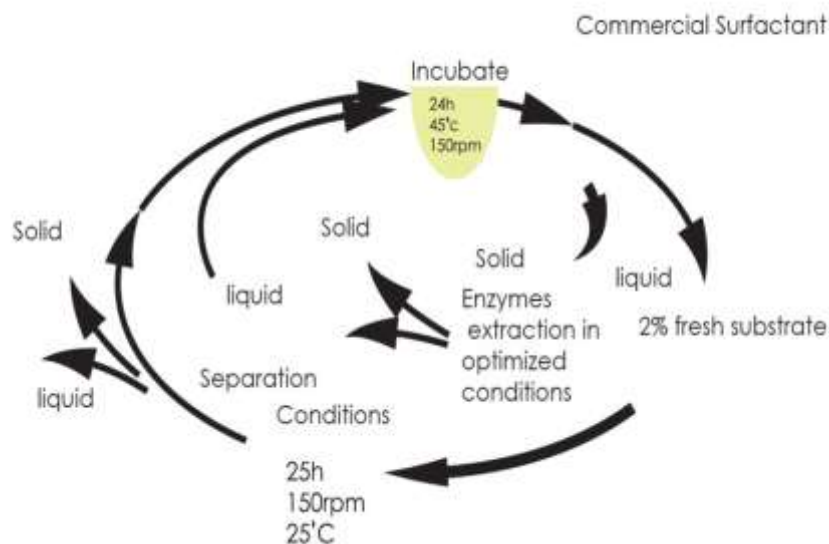 Commercial Surfactant
Incubate
24h
45'c
150rpm
Solid
Solid
Solid
liquid
liquid
Enzymes
extraction in
optimized
conditions
2% fresh substrate
Separation
liquid
Conditions
25h
150rpm
25'C